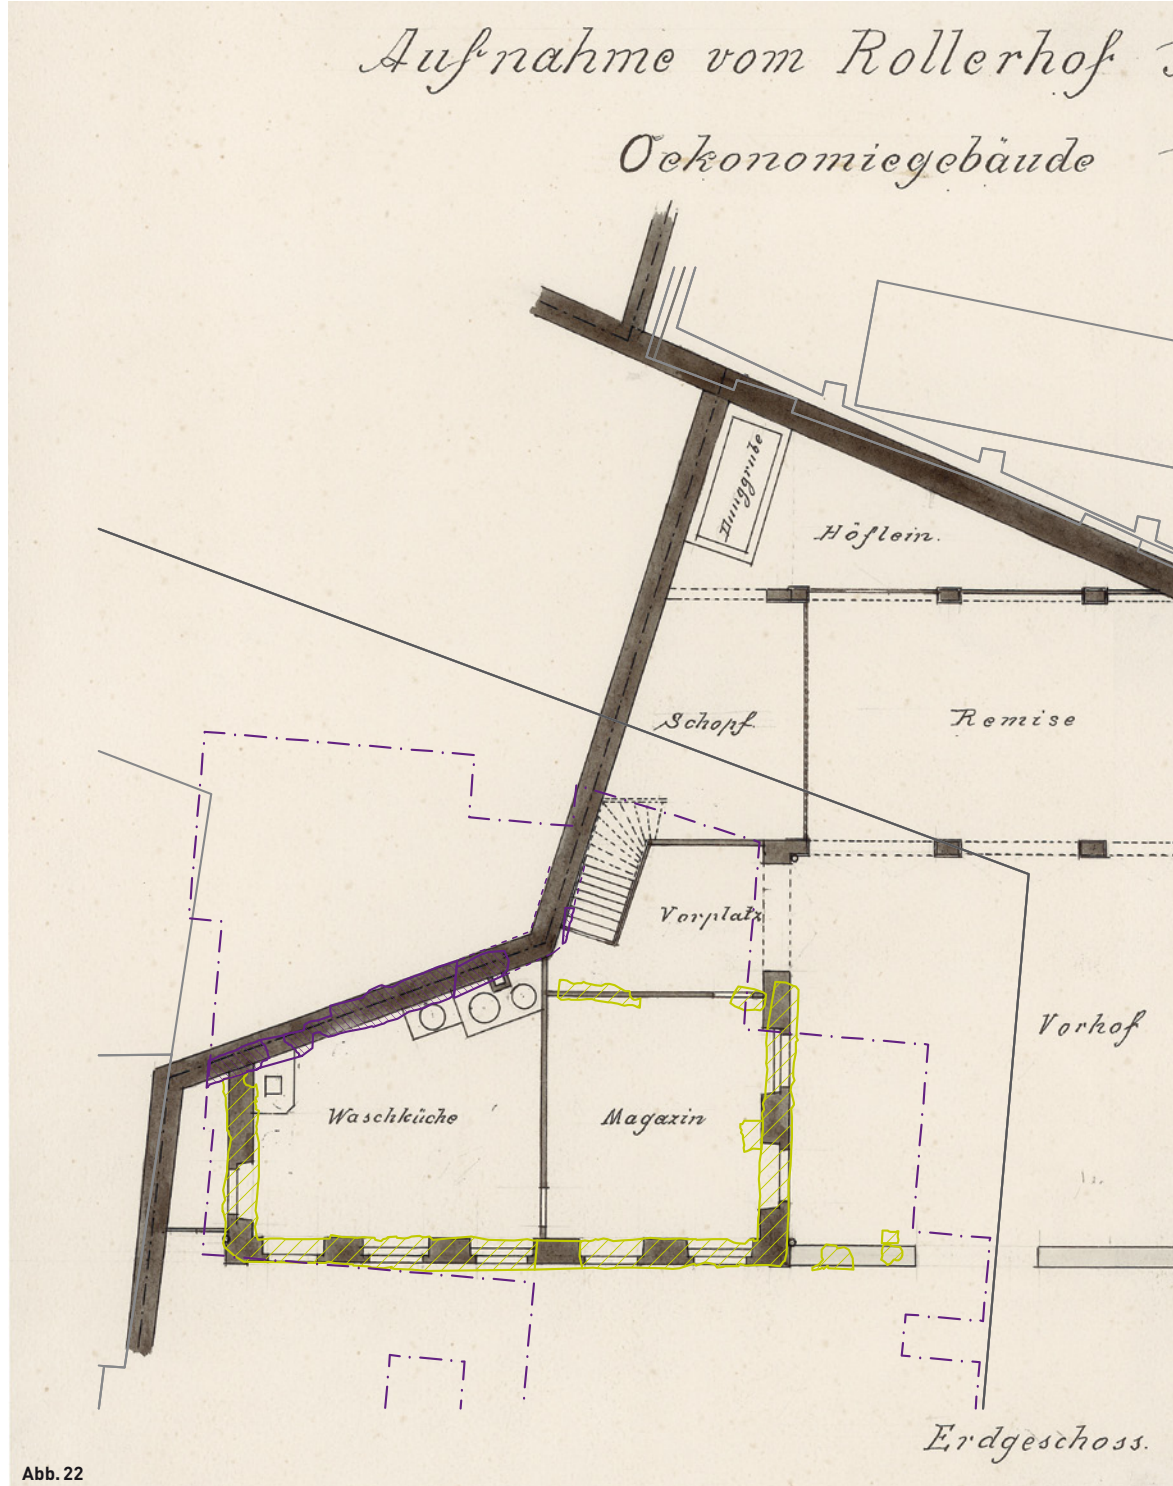 Aufnahme vom Rollerhof
Oekonomiegebäude
Dunggrube
Höflein.
Schopf.
Remise
Vorplatz
Vorhof
Waschküche
Magazin
Erdgeschoss.
Abb. 22